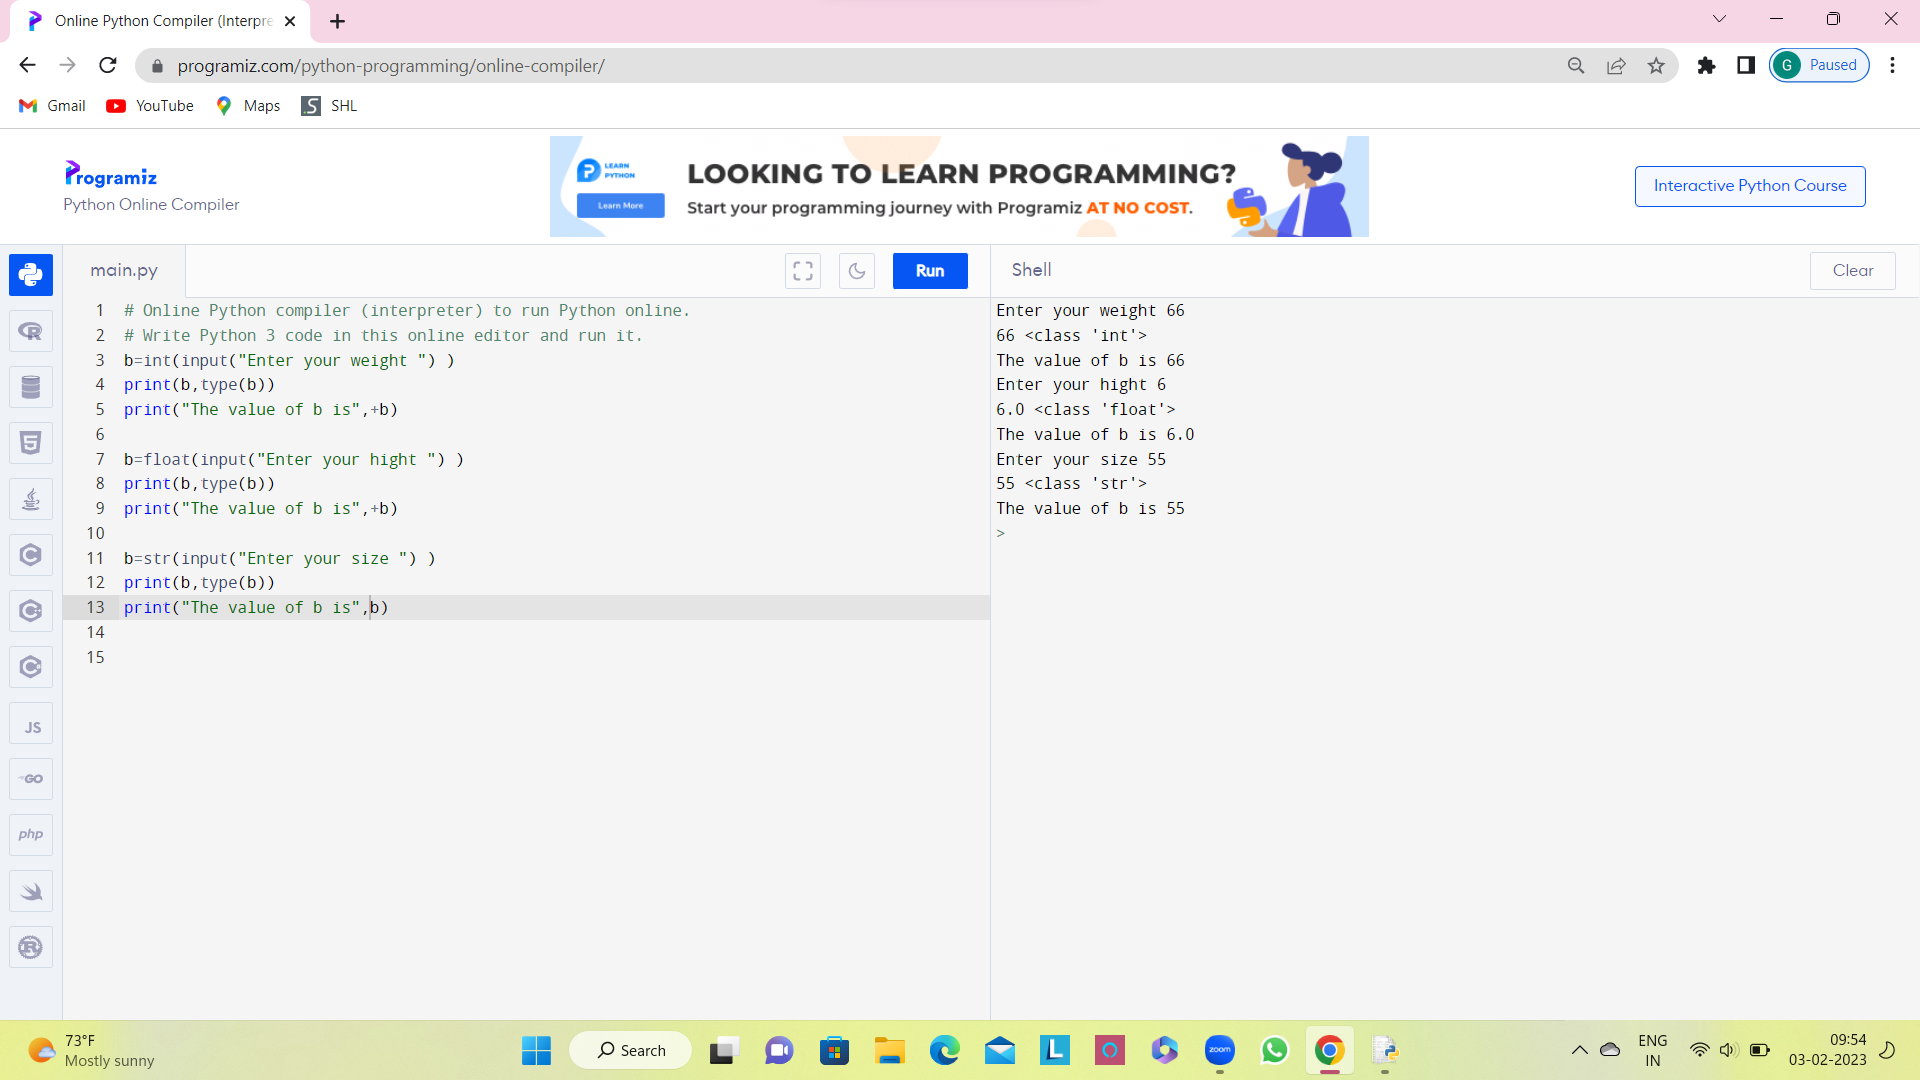 Online Python Compiler (Interpre
programiz.com/python-programming/online-compiler/
G Paused
Gmail YouTube Maps SHL
Programiz
Python Online Compiler
LEARN
PYTHON
Learn More
LOOKING TO LEARN PROGRAMMING?
Start your programming journey with Programiz AT NO COST.
Interactive Python Course
main.py
Run
Shell
Clear
1 # Online Python compiler (interpreter) to run Python online.
2 # Write Python 3 code in this online editor and run it.
3 b=int(input("Enter your weight ") )
4 print(b,type(b))
5 print("The value of b is",+b)
6
7 b=float(input("Enter your hight ") )
8 print(b,type(b))
9 print("The value of b is",+b)
10
11 b=str(input("Enter your size ") )
12 print(b,type(b))
13 print("The value of b is",b)
14
15
Enter your weight 66
66 <class 'int'>
The value of b is 66
Enter your hight 6
6.0 <class 'float'>
The value of b is 6.0
Enter your size 55
55 <class 'str'>
The value of b is 55
>
JS
GO
php
73°F
Mostly sunny
Search
zoom
ENG
IN
09:54
03-02-2023